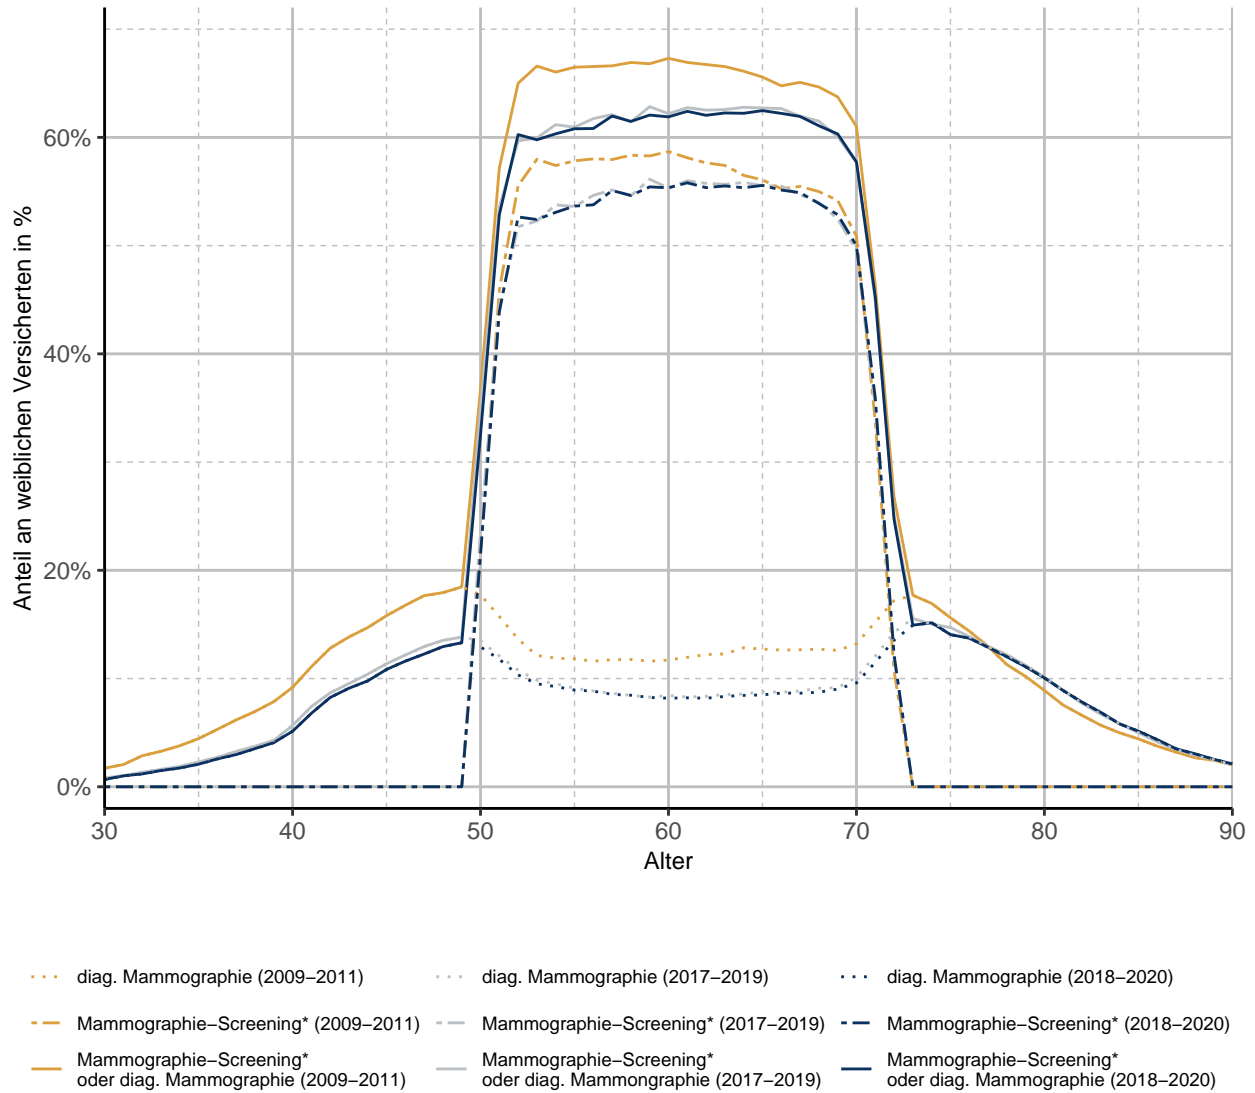 Anteil an weiblichen Versicherten in %
60%
40%
20%
0%
30 40 50 60 70 80 90
Alter
diag. Mammographie (2009–2011)
diag. Mammographie (2017–2019)
diag. Mammographie (2018–2020)
Mammographie–Screening* (2009–2011)
Mammographie–Screening* (2017–2019)
Mammographie–Screening* (2018–2020)
Mammographie–Screening*
oder diag. Mammographie (2009–2011)
Mammographie–Screening*
oder diag. Mammongraphie (2017–2019)
Mammographie–Screening*
oder diag. Mammographie (2018–2020)